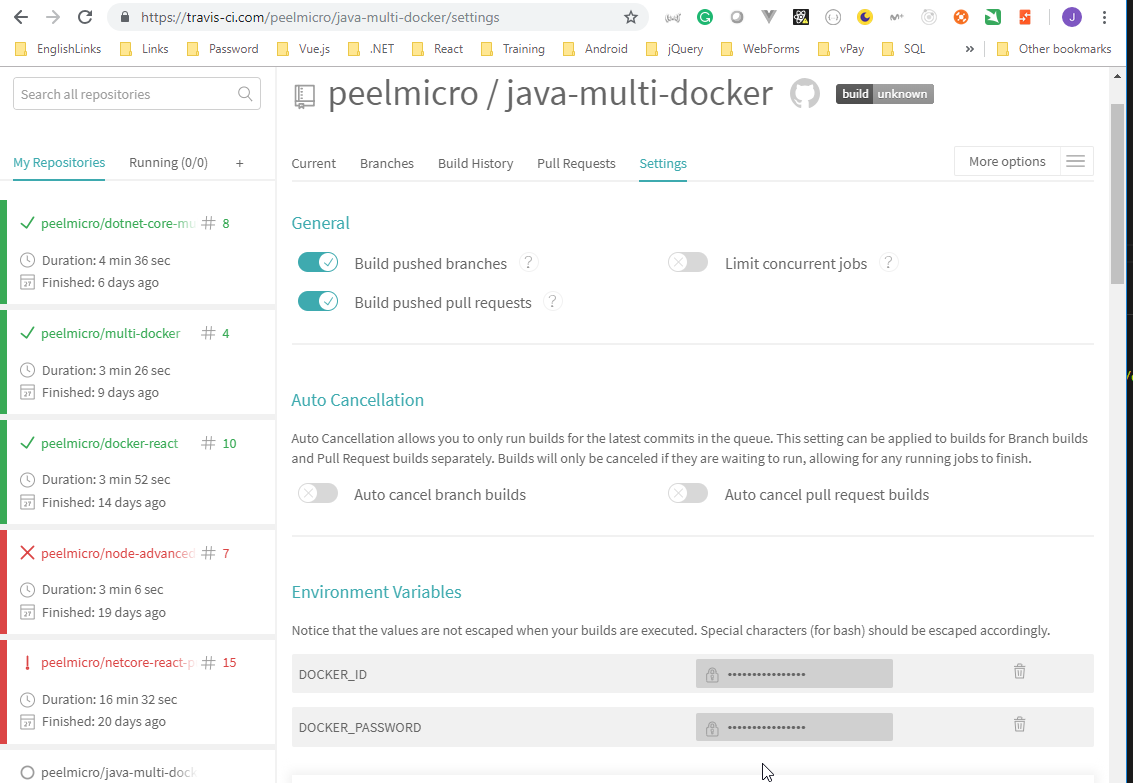 https://travis-ci.com/peelmicro/java-multi-docker/settings
EnglishLinks Links Password Vue.js .NET React Training Android jQuery WebForms vPay SQL » Other bookmarks
Search all repositories
My Repositories Running (0/0) +
peelmicro/dotnet-core-mu # 8
Duration: 4 min 36 sec
Finished: 6 days ago
peelmicro/multi-docker # 4
Duration: 3 min 26 sec
Finished: 9 days ago
peelmicro/docker-react # 10
Duration: 3 min 52 sec
Finished: 14 days ago
peelmicro/node-advanced # 7
Duration: 3 min 6 sec
Finished: 19 days ago
peelmicro/netcore-react-p # 15
Duration: 16 min 32 sec
Finished: 20 days ago
peelmicro/java-multi-dock
peelmicro / java-multi-docker build unknown
Current Branches Build History Pull Requests Settings More options
General
Build pushed branches ? Limit concurrent jobs ?
Build pushed pull requests ?
Auto Cancellation
Auto Cancellation allows you to only run builds for the latest commits in the queue. This setting can be applied to builds for Branch builds
and Pull Request builds separately. Builds will only be canceled if they are waiting to run, allowing for any running jobs to finish.
Auto cancel branch builds Auto cancel pull request builds
Environment Variables
Notice that the values are not escaped when your builds are executed. Special characters (for bash) should be escaped accordingly.
DOCKER_ID ••••••••••••••••
DOCKER_PASSWORD ••••••••••••••••